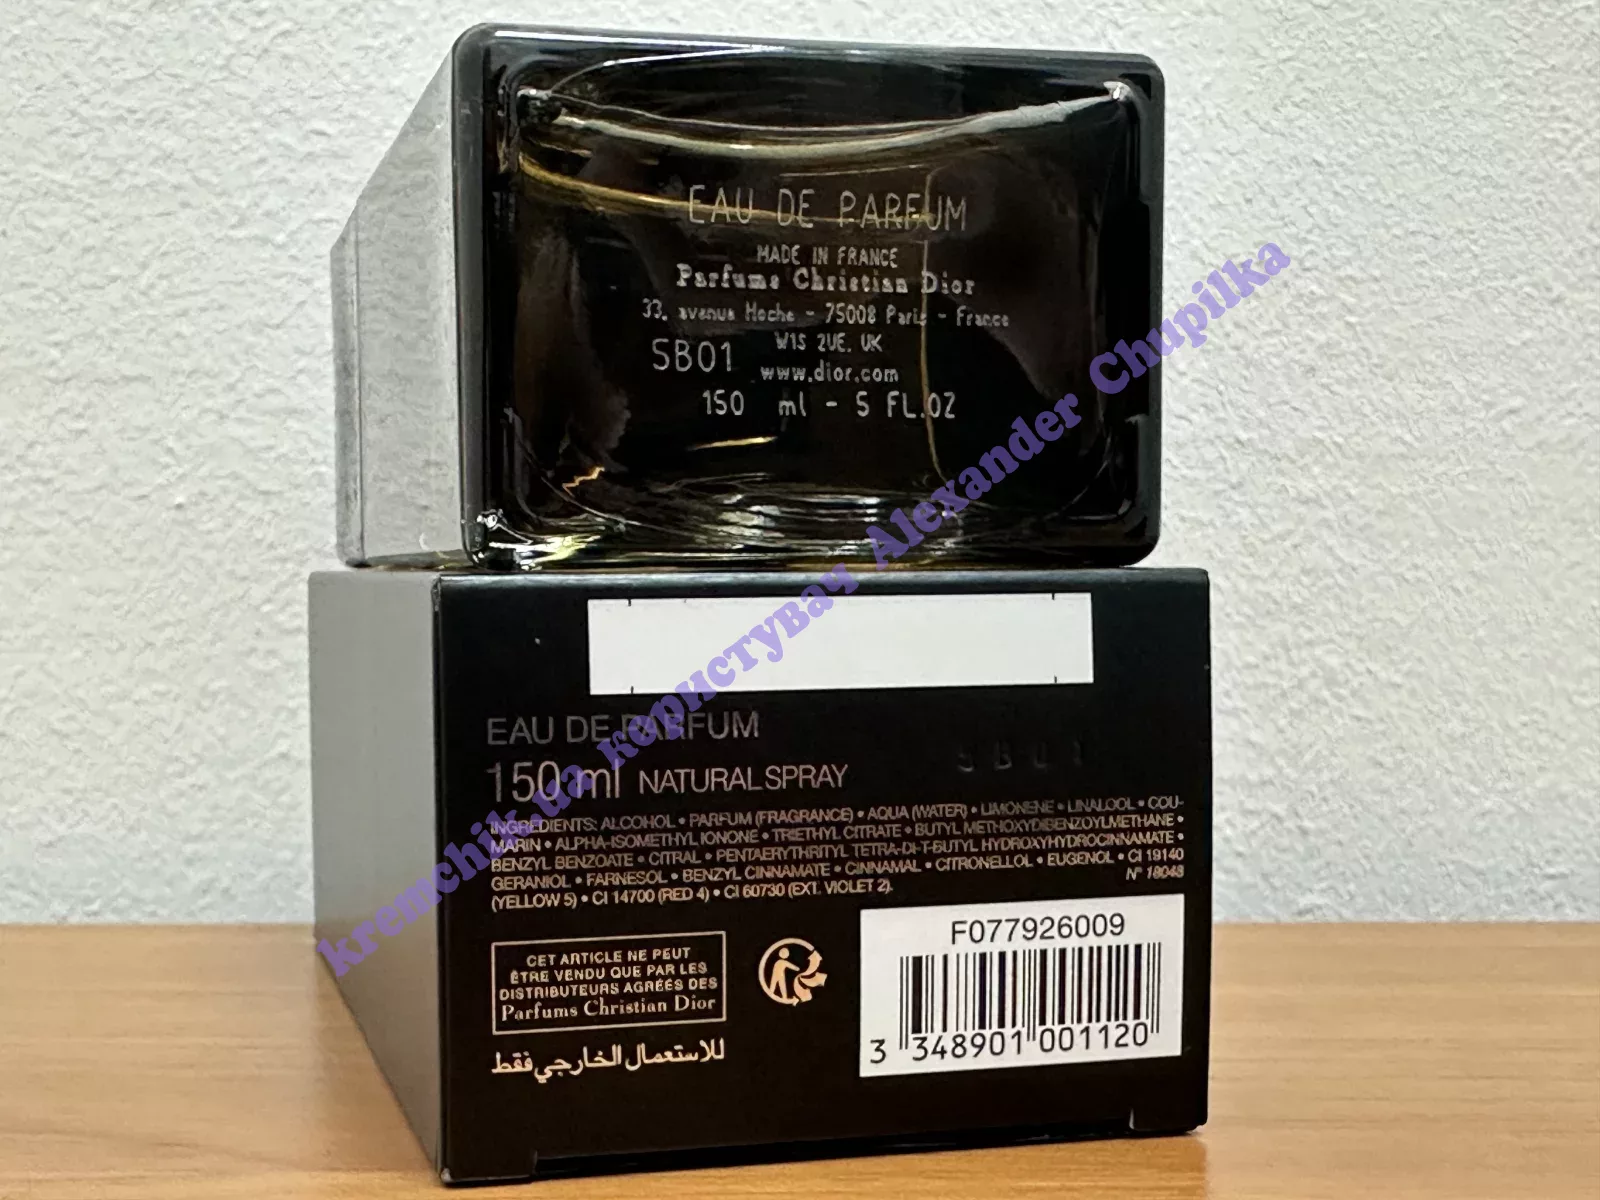 EAU DE PARFUM
MADE IN FRANCE
Parfums Christian Dior
33, avenue Hoche - 75008 Paris - France
W1S 2UE. UK
SB01
www.dior.com
150 ml - 5 FL.OZ
kremchik.ua користувач Alexander Chupilka
EAU DE PARFUM
5B01
150 ml NATURAL SPRAY
INGREDIENTS: ALCOHOL • PARFUM (FRAGRANCE) • AQUA (WATER) • LIMONENE • LINALOOL • COU-
MARIN • ALPHA-ISOMETHYL IONONE • TRIETHYL CITRATE • BUTYL METHOXYDIBENZOYLMETHANE •
BENZYL BENZOATE • CITRAL • PENTAERYTHRITYL TETRA-DI-T-BUTYL HYDROXYHYDROCINNAMATE •
GERANIOL • FARNESOL • BENZYL CINNAMATE • CINNAMAL • CITRONELLOL • EUGENOL • CI 19140
(YELLOW 5) • CI 14700 (RED 4) • CI 60730 (EXT. VIOLET 2).
N° 18048
CET ARTICLE NE PEUT
ÊTRE VENDU QUE PAR LES
DISTRIBUTEURS AGRÉÉS DES
Parfums Christian Dior
للاستعمال الخارجي فقط
F077926009
3 348901 001120